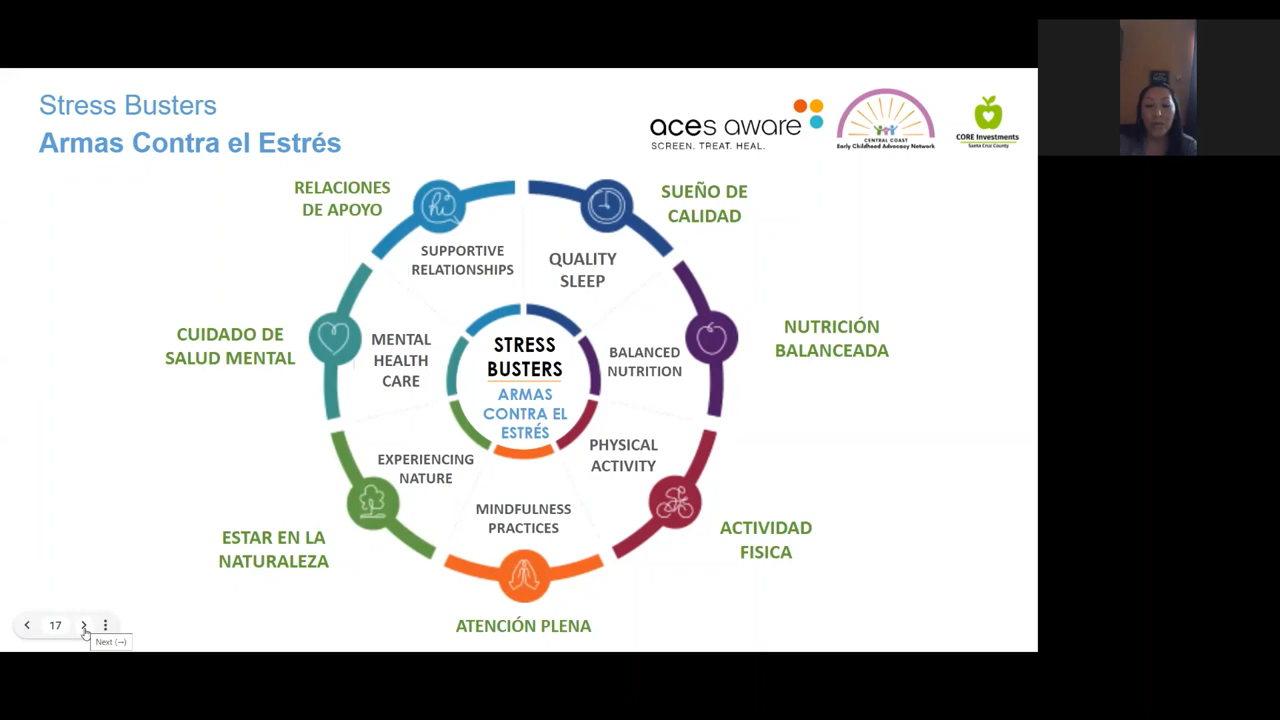 Stress Busters
Armas Contra el Estrés
aces aware
SCREEN. TREAT. HEAL.
CENTRAL COAST
Early Childhood Advocacy Network
CORE Investments
Santa Cruz County
RELACIONES
DE APOYO
hi
SUEÑO DE
CALIDAD
SUPPORTIVE
RELATIONSHIPS
QUALITY
SLEEP
CUIDADO DE
SALUD MENTAL
MENTAL
HEALTH
CARE
STRESS
BUSTERS
ARMAS
CONTRA EL
ESTRÉS
BALANCED
NUTRITION
NUTRICIÓN
BALANCEADA
EXPERIENCING
NATURE
PHYSICAL
ACTIVITY
MINDFULNESS
PRACTICES
ESTAR EN LA
NATURALEZA
ACTIVIDAD
FISICA
ATENCIÓN PLENA
17
Next (→)